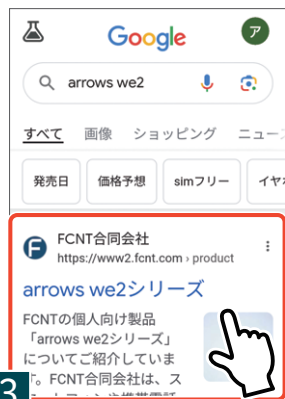 Google
ア
arrows we2
すべて 画像 ショッピング ニュー
発売日 価格予想 simフリー イヤ
FCNT合同会社
https://www2.fcnt.com › product
arrows we2シリーズ
FCNTの個人向け製品
「arrows we2シリーズ」
についてご紹介していま
す。FCNT合同会社は、ス
3